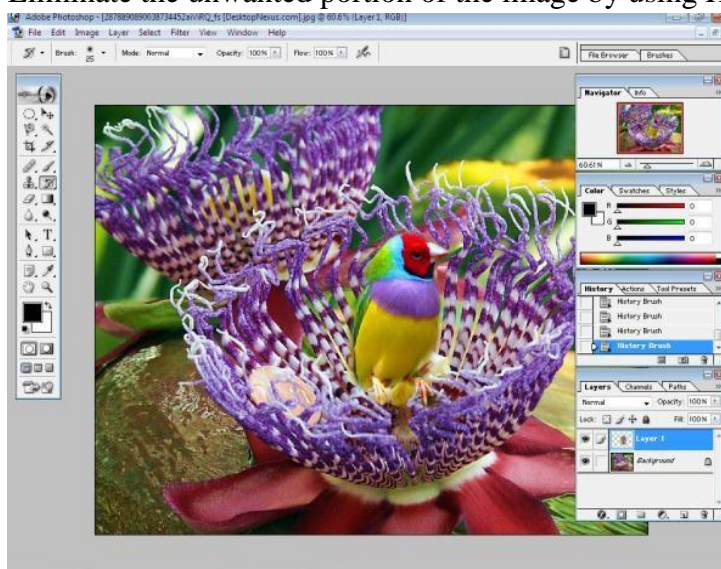 Eliminate the unwanted portion of the image by using
Adobe Photoshop - [
[DesktopNexus.com].jpg @ 60.6% (Layer 1, RGB)]
File Edit Image Layer Select Filter View Window Help
Brush: 25 Mode: Normal Opacity: 100% Flow: 100%
File Browser Brushes
Navigator Info
60.61%
Color Swatches Styles
R 0
G 0
B 0
History Actions Tool Presets
History Brush
History Brush
History Brush
History Brush
Layers Channels Paths
Normal Opacity: 100%
Lock: Fill: 100%
Layer 1
Background